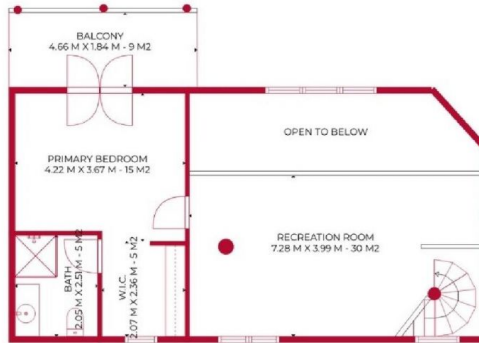 BALCONY
4.66 M X 1.84 M - 9 M2
OPEN TO BELOW
PRIMARY BEDROOM
4.22 M X 3.67 M - 15 M2
RECREATION ROOM
7.28 M X 3.99 M - 30 M2
BATH
2.05 M X 2.51 M - 5 M2
W.I.C.
2.07 M X 2.36 M - 5 M2